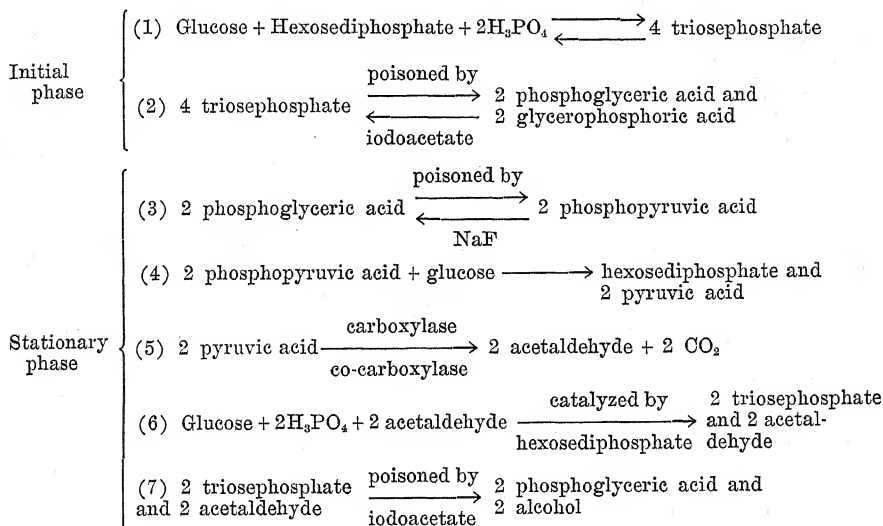 Initial phase
(1) Glucose + Hexosediphosphate + 2H₃PO₄ ⇄ 4 triosephosphate
poisoned by
(2) 4 triosephosphate ⇄ 2 phosphoglyceric acid and
2 glycerophosphoric acid
iodoacetate
Stationary phase
poisoned by
(3) 2 phosphoglyceric acid ⇄ 2 phosphopyruvic acid
NaF
(4) 2 phosphopyruvic acid + glucose → hexosediphosphate and
2 pyruvic acid
carboxylase
(5) 2 pyruvic acid → 2 acetaldehyde + 2 CO₂
co-carboxylase
catalyzed by
(6) Glucose + 2H₃PO₄ + 2 acetaldehyde → 2 triosephosphate
and 2 acetal-
hexosediphosphate
dehyde
(7) 2 triosephosphate poisoned by 2 phosphoglyceric acid and
and 2 acetaldehyde → iodoacetate 2 alcohol